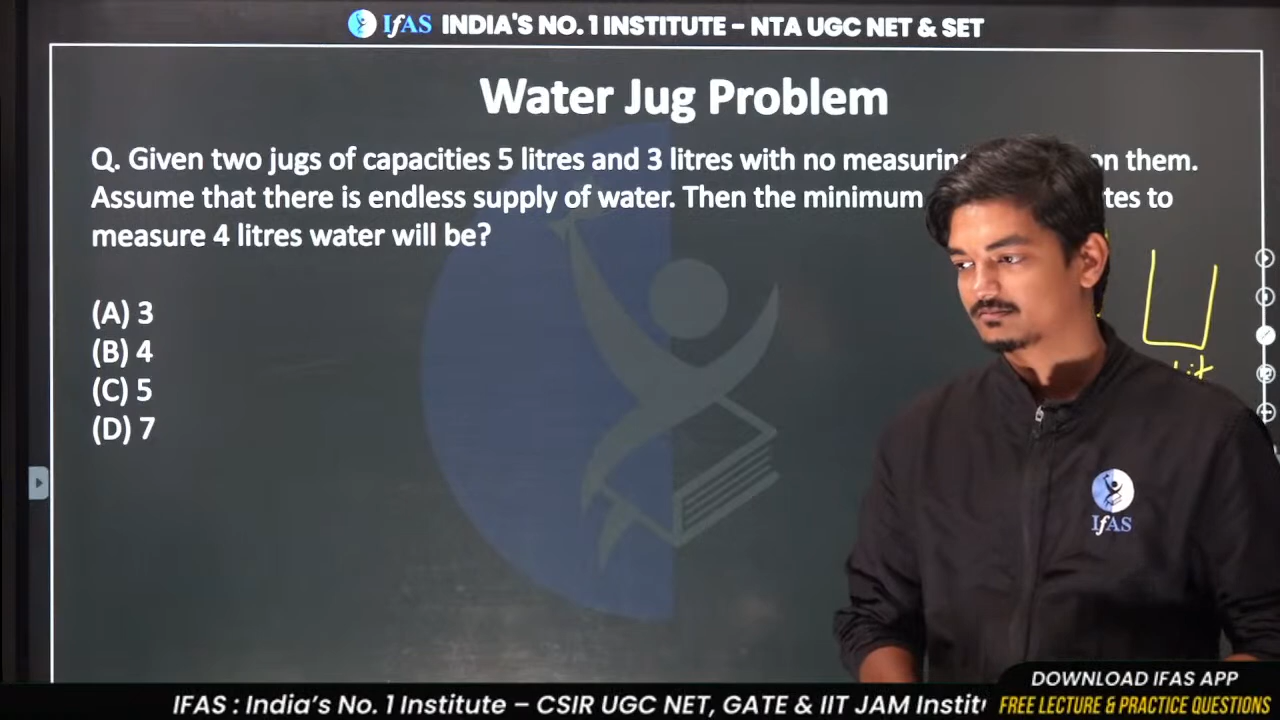 IfAS INDIA'S NO. 1 INSTITUTE – NTA UGC NET & SET
Water Jug Problem
Q. Given two jugs of capacities 5 litres and 3 litres with no on them.
Assume that there is endless supply of water. Then the minimum to
measure 4 litres water will be?
(A) 3
(B) 4
(C) 5
(D) 7
IfAS
DOWNLOAD IFAS APP
IFAS : India's No. 1 Institute – CSIR UGC NET, GATE & IIT JAM
FREE LECTURE & PRACTICE QUESTIONS